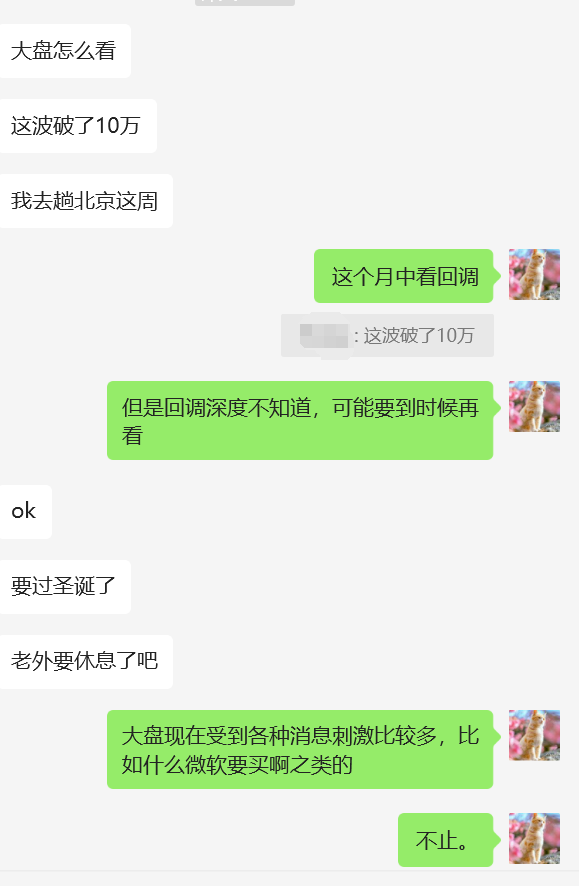 大盘怎么看
这波破了10万
我去趟北京这周
这个月中看回调
: 这波破了10万
但是回调深度不知道，可能要到时候再
看
ok
要过圣诞了
老外要休息了吧
大盘现在受到各种消息刺激比较多，比
如什么微软要买啊之类的
不止。